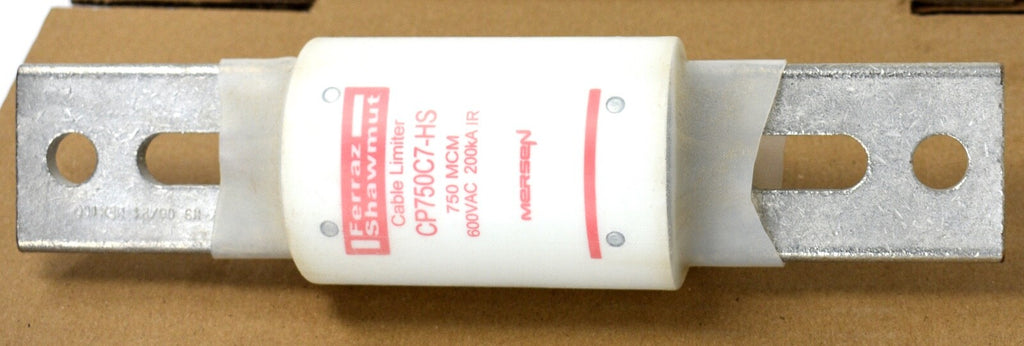 Ferraz
Shawmut
Cable Limiter
CP750C7-HS
750 MCM
600VAC 200kA IR
MERSEN